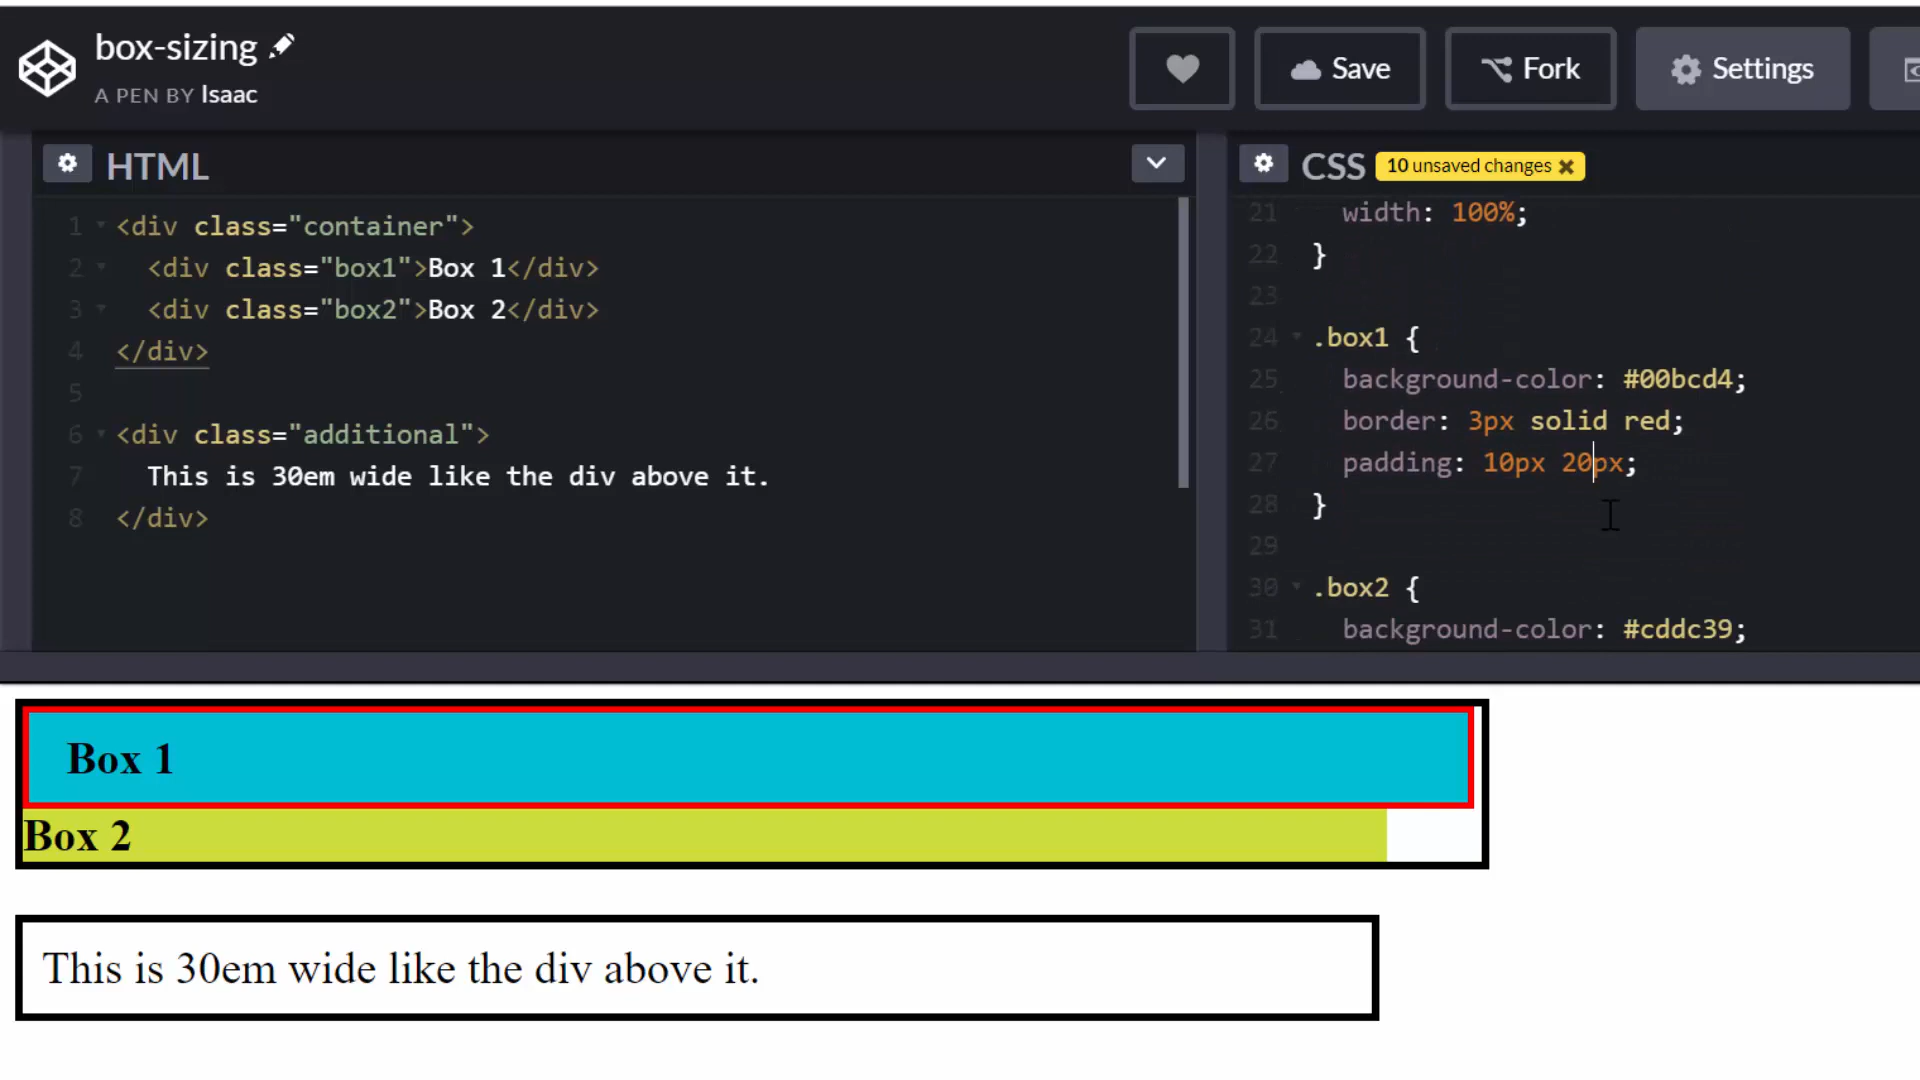 box-sizing
A PEN BY Isaac
Save
Fork
Settings
HTML
1 <div class="container">
2 <div class="box1">Box 1</div>
3 <div class="box2">Box 2</div>
4 </div>
5
6 <div class="additional">
7 This is 30em wide like the div above it.
8 </div>
CSS 10 unsaved changes
21 width: 100%;
22 }
23
24 .box1 {
25 background-color: #00bcd4;
26 border: 3px solid red;
27 padding: 10px 20px;
28 }
29
30 .box2 {
31 background-color: #cddc39;
Box 1
Box 2
This is 30em wide like the div above it.